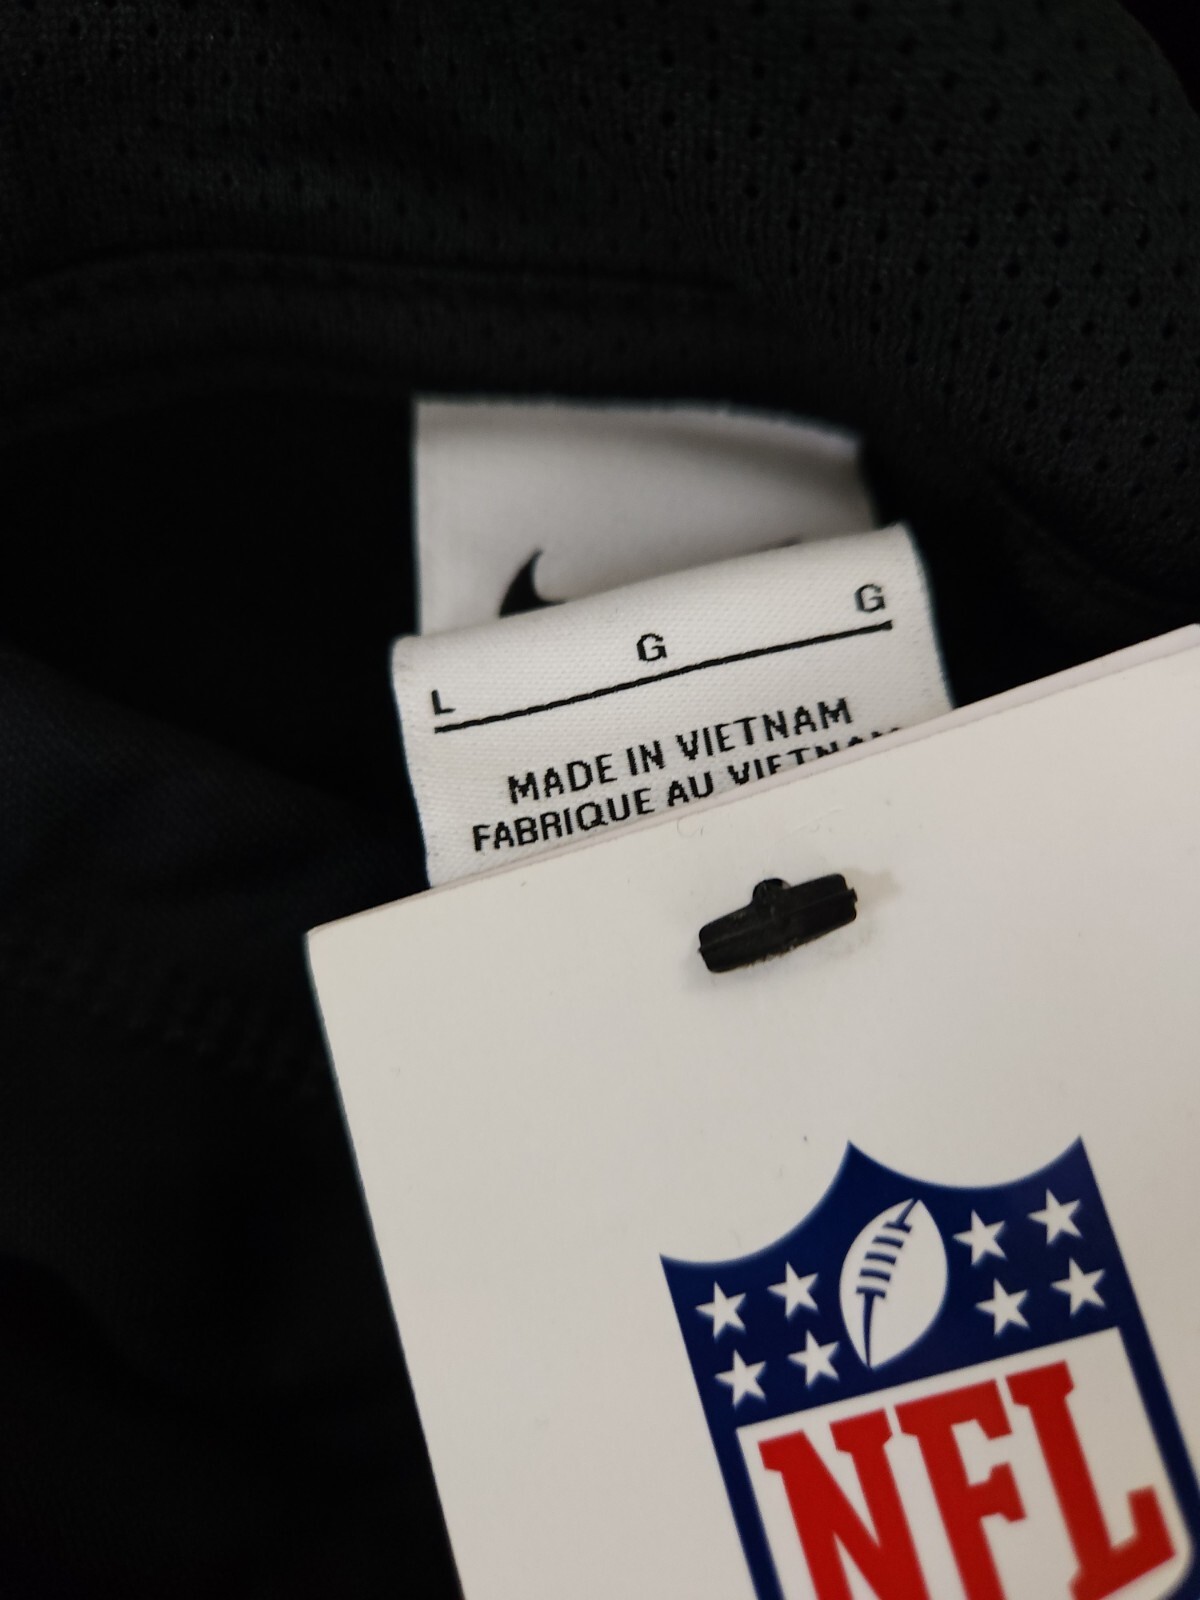 L G G
MADE IN VIETNAM
FABRIQUE AU VIETNAM
NFL